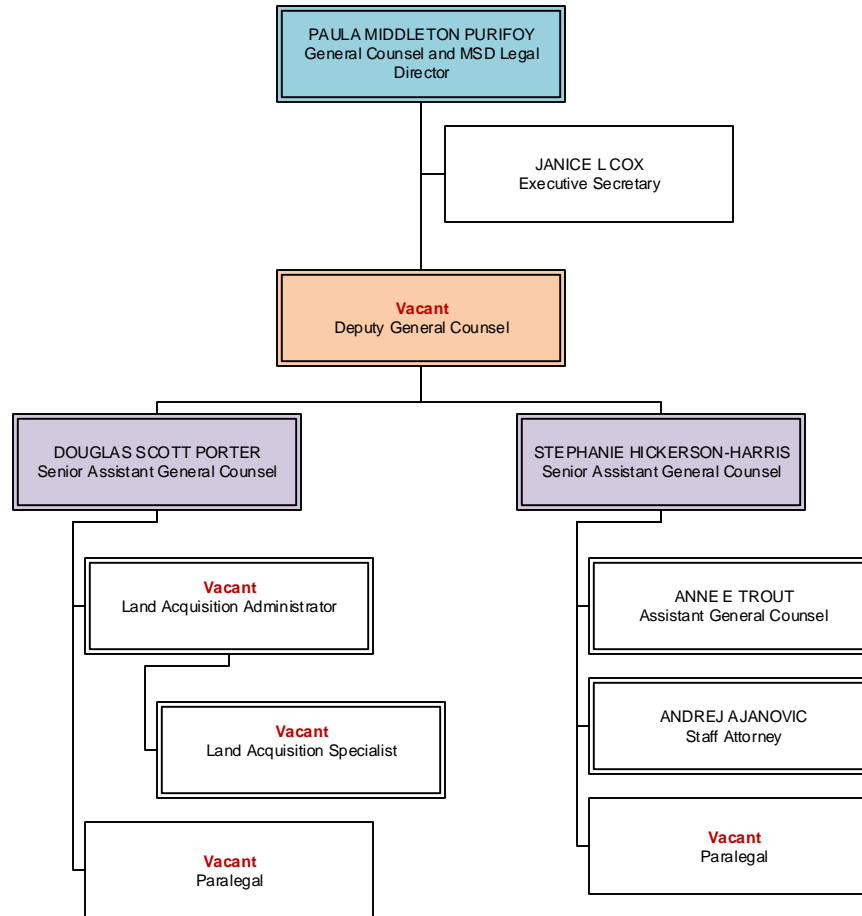 PAULA MIDDLETON PURIFOY
General Counsel and MSD Legal
Director
JANICE L COX
Executive Secretary
Vacant
Deputy General Counsel
DOUGLAS SCOTT PORTER
Senior Assistant General Counsel
STEPHANIE HICKERSON-HARRIS
Senior Assistant General Counsel
Vacant
Land Acquisition Administrator
Vacant
Land Acquisition Specialist
Vacant
Paralegal
ANNE E TROUT
Assistant General Counsel
ANDREJ AJANOVIC
Staff Attorney
Vacant
Paralegal